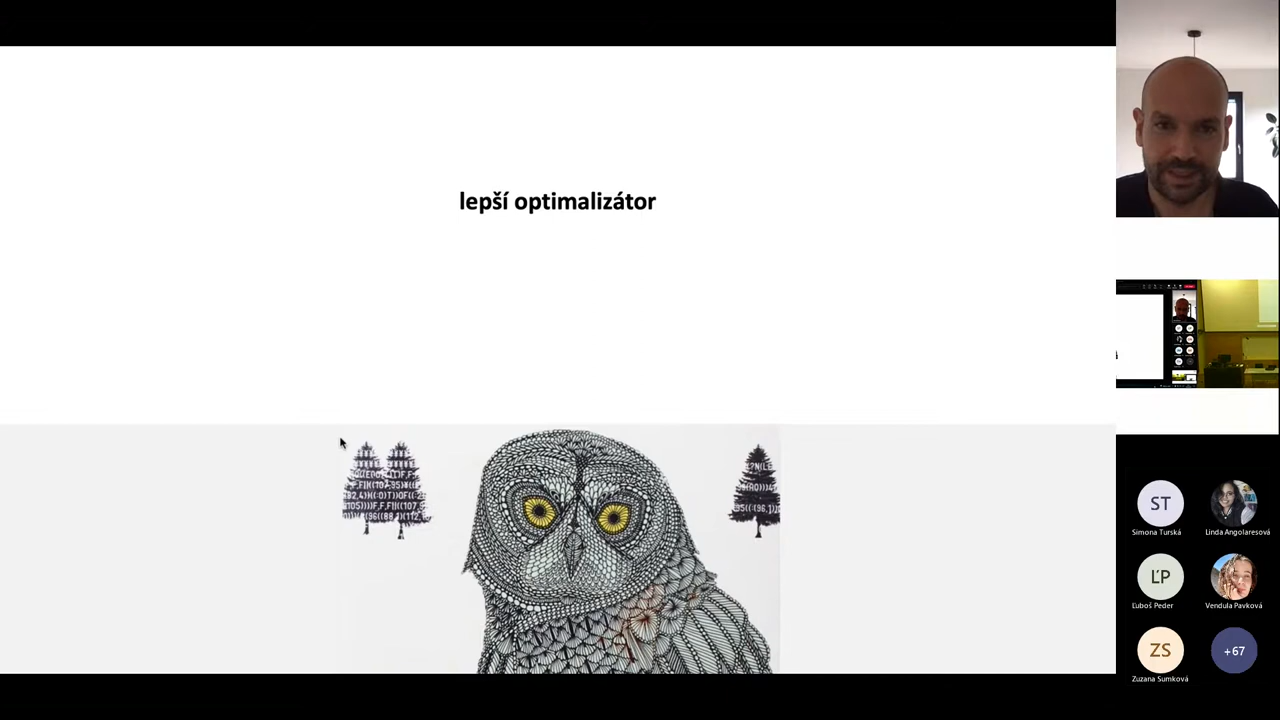 lepší optimalizátor
ST
Simona Turská
Linda Angolaresová
ĽP
Ľuboš Peder
Vendula Pavková
ZS
Zuzana Sumková
+67